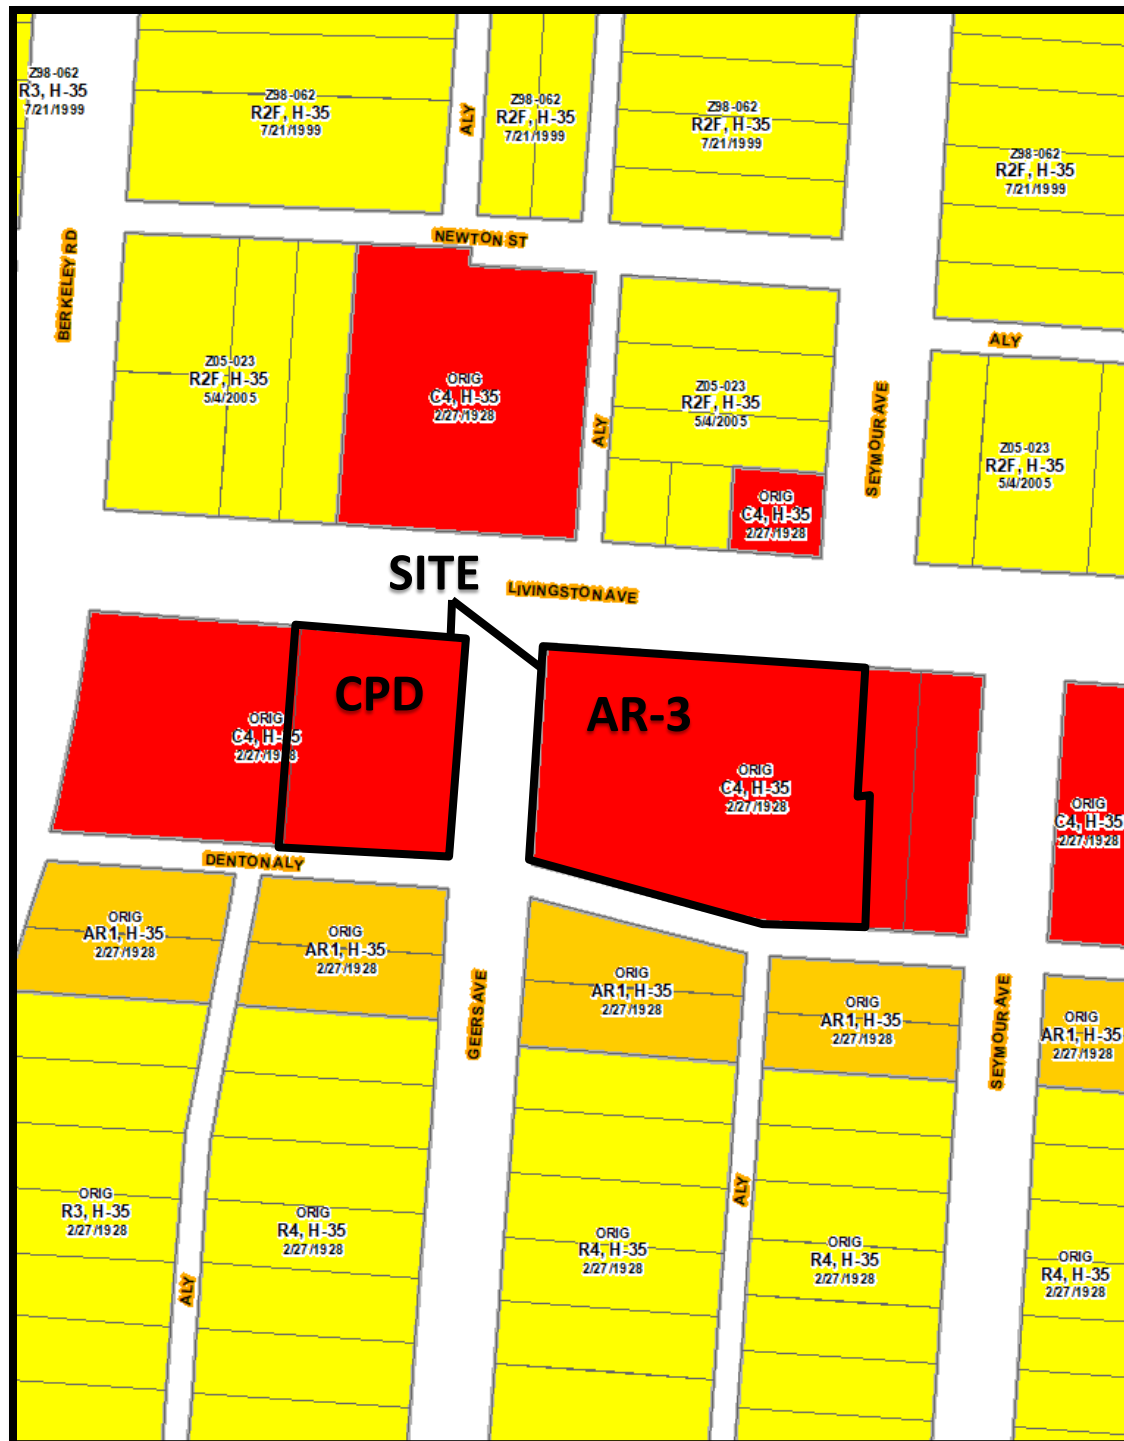 Z98-062
R3, H-35
7/21/1999
Z98-062
R2F, H-35
7/21/1999
ALY
Z98-062
R2F, H-35
7/21/1999
Z98-062
R2F, H-35
7/21/1999
Z98-062
R2F, H-35
7/21/1999
NEWTON ST
BERKELEY RD
Z05-023
R2F, H-35
5/4/2005
ORIG
C4, H-35
2/27/1928
ALY
Z05-023
R2F, H-35
5/4/2005
SEYMOUR AVE
ALY
Z05-023
R2F, H-35
5/4/2005
ORIG
C4, H-35
2/27/1928
SITE
LIVINGSTON AVE
ORIG
C4, H-35
2/27/1928
CPD
AR-3
ORIG
C4, H-35
2/27/1928
ORIG
C4, H-35
2/27/1928
DENTON ALY
ORIG
AR1, H-35
2/27/1928
ORIG
AR1, H-35
2/27/1928
GEERS AVE
ORIG
AR1, H-35
2/27/1928
ORIG
AR1, H-35
2/27/1928
SEYMOUR AVE
ORIG
AR1, H-35
2/27/1928
ORIG
R3, H-35
2/27/1928
ALY
ORIG
R4, H-35
2/27/1928
ORIG
R4, H-35
2/27/1928
ALY
ORIG
R4, H-35
2/27/1928
ORIG
R4, H-35
2/27/1928